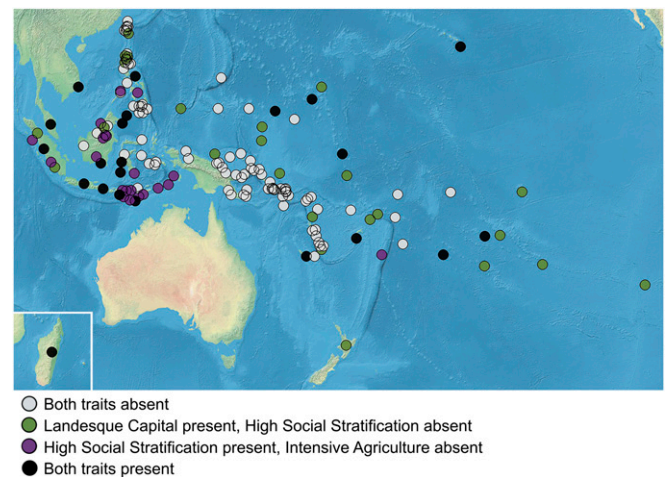 Both traits absent
Landesque Capital present, High Social Stratification absent
High Social Stratification present, Intensive Agriculture absent
Both traits present